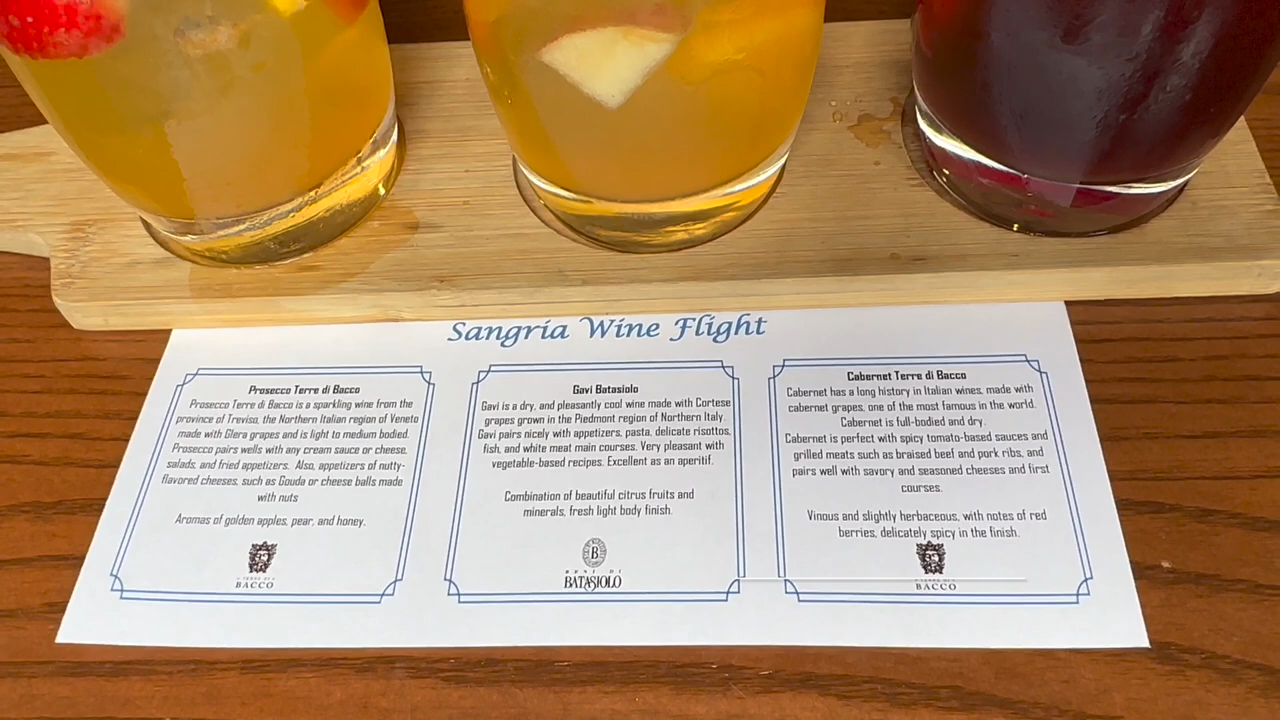 Sangria Wine Flight
Prosecco Terre di Bacco
Prosecco Terre di Bacco is a sparkling wine from the
province of Treviso, the Northern Italian region of Veneto
made with Glera grapes and is light to medium bodied.
Prosecco pairs wells with any cream sauce or cheese,
salads, and fried appetizers. Also, appetizers of nutty-
flavored cheeses, such as Gouda or cheese balls made
with nuts
Aromas of golden apples, pear, and honey.
TERRE DI
BACCO
Gavi Batasiolo
Gavi is a dry, and pleasantly cool wine made with Cortese
grapes grown in the Piedmont region of Northern Italy.
Gavi pairs nicely with appetizers, pasta, delicate risottos,
fish, and white meat main courses. Very pleasant with
vegetable-based recipes. Excellent as an aperitif.
Combination of beautiful citrus fruits and
minerals, fresh light body finish.
B
BENI DI
BATASIOLO
Cabernet Terre di Bacco
Cabernet has a long history in Italian wines, made with
cabernet grapes, one of the most famous in the world.
Cabernet is full-bodied and dry.
Cabernet is perfect with spicy tomato-based sauces and
grilled meats such as braised beef and pork ribs, and
pairs well with savory and seasoned cheeses and first
courses.
Vinous and slightly herbaceous, with notes of red
berries, delicately spicy in the finish.
TERRE DI
BACCO